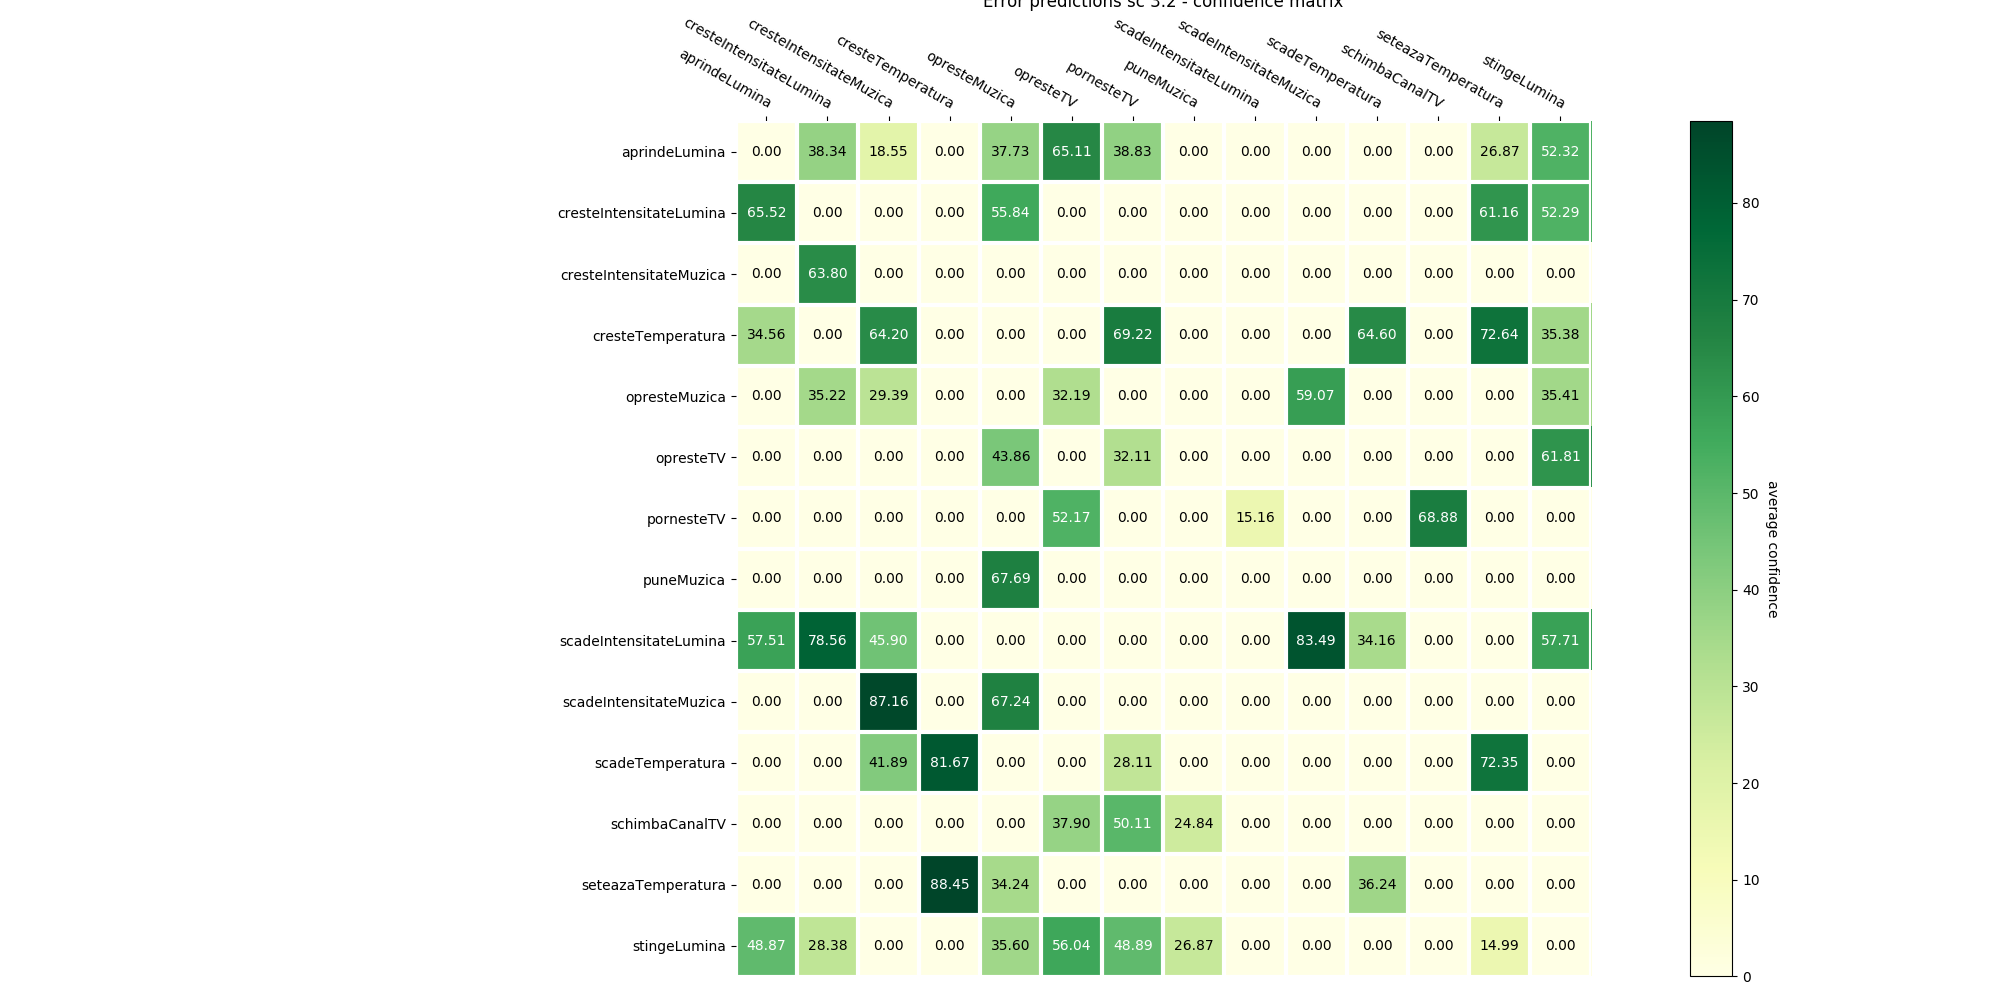 Error predictions sc 3.2 - confidence matrix
aprindeLumina cresteIntensitateLumina cresteIntensitateMuzica cresteTemperatura opresteMuzica opresteTV pornesteTV puneMuzica scadeIntensitateLumina scadeIntensitateMuzica scadeTemperatura schimbaCanalTV seteazaTemperatura stingeLumina
aprindeLumina 0.00 38.34 18.55 0.00 37.73 65.11 38.83 0.00 0.00 0.00 0.00 0.00 26.87 52.32
cresteIntensitateLumina 65.52 0.00 0.00 0.00 55.84 0.00 0.00 0.00 0.00 0.00 0.00 0.00 61.16 52.29
cresteIntensitateMuzica 0.00 63.80 0.00 0.00 0.00 0.00 0.00 0.00 0.00 0.00 0.00 0.00 0.00 0.00
cresteTemperatura 34.56 0.00 64.20 0.00 0.00 0.00 69.22 0.00 0.00 0.00 64.60 0.00 72.64 35.38
opresteMuzica 0.00 35.22 29.39 0.00 0.00 32.19 0.00 0.00 0.00 59.07 0.00 0.00 0.00 35.41
opresteTV 0.00 0.00 0.00 0.00 43.86 0.00 32.11 0.00 0.00 0.00 0.00 0.00 0.00 61.81
pornesteTV 0.00 0.00 0.00 0.00 0.00 52.17 0.00 0.00 15.16 0.00 0.00 68.88 0.00 0.00
puneMuzica 0.00 0.00 0.00 0.00 67.69 0.00 0.00 0.00 0.00 0.00 0.00 0.00 0.00 0.00
scadeIntensitateLumina 57.51 78.56 45.90 0.00 0.00 0.00 0.00 0.00 0.00 83.49 34.16 0.00 0.00 57.71
scadeIntensitateMuzica 0.00 0.00 87.16 0.00 67.24 0.00 0.00 0.00 0.00 0.00 0.00 0.00 0.00 0.00
scadeTemperatura 0.00 0.00 41.89 81.67 0.00 0.00 28.11 0.00 0.00 0.00 0.00 0.00 72.35 0.00
schimbaCanalTV 0.00 0.00 0.00 0.00 0.00 37.90 50.11 24.84 0.00 0.00 0.00 0.00 0.00 0.00
seteazaTemperatura 0.00 0.00 0.00 88.45 34.24 0.00 0.00 0.00 0.00 0.00 36.24 0.00 0.00 0.00
stingeLumina 48.87 28.38 0.00 0.00 35.60 56.04 48.89 26.87 0.00 0.00 0.00 0.00 14.99 0.00
80
70
60
50
40
30
20
10
0
average confidence